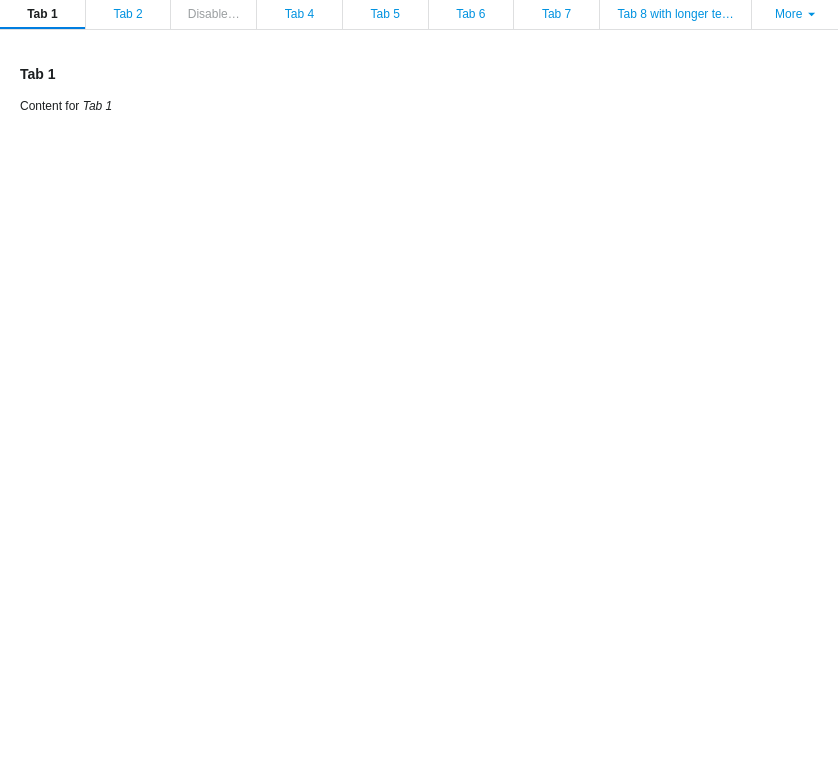 Tab 1 Tab 2 Disable… Tab 4 Tab 5 Tab 6 Tab 7 Tab 8 with longer te… More
Tab 1
Content for Tab 1